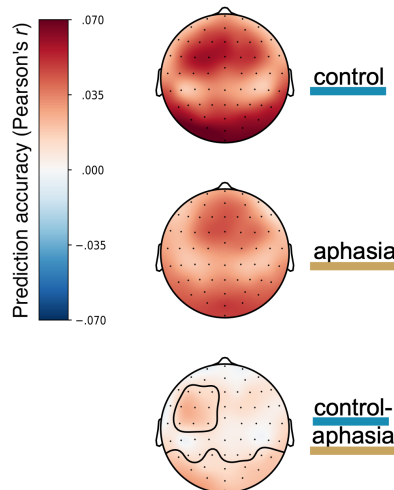 Prediction accuracy (Pearson's r)
.070
.035
.000
−.035
−.070
control
aphasia
control-
aphasia